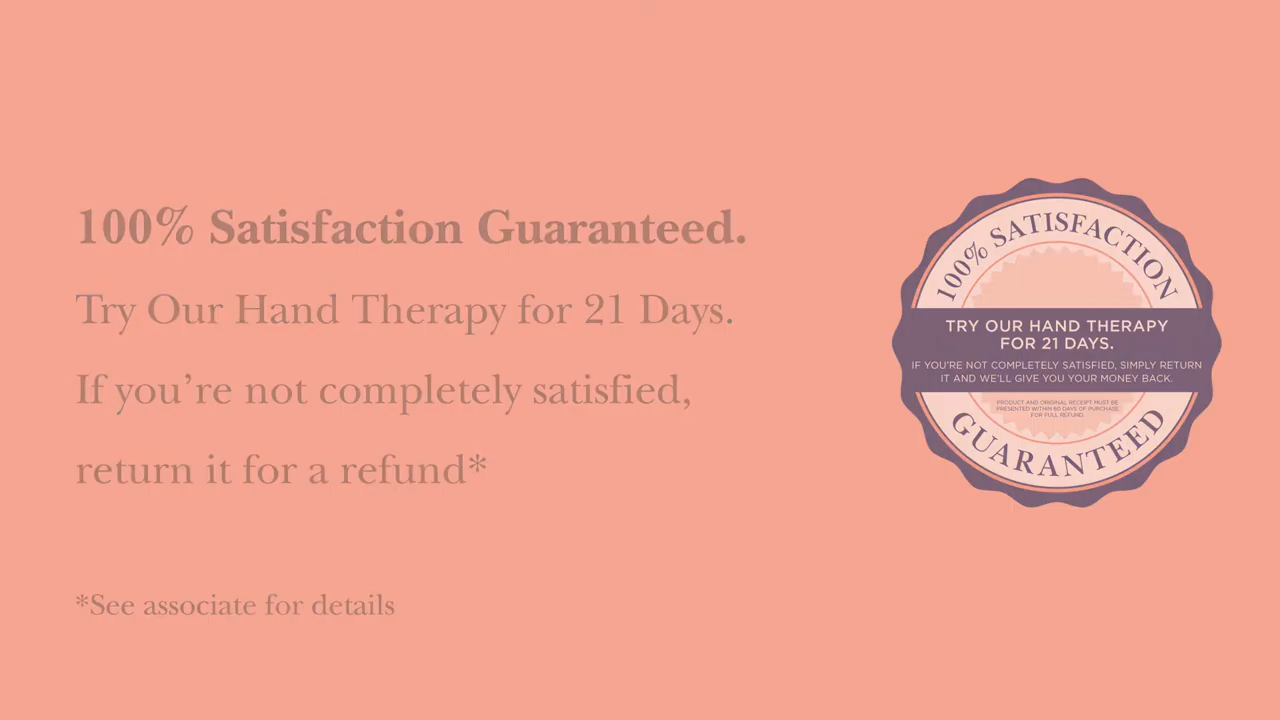 100% Satisfaction Guaranteed.
Try Our Hand Therapy for 21 Days.
If you’re not completely satisfied,
return it for a refund*
*See associate for details
100% SATISFACTION
TRY OUR HAND THERAPY
FOR 21 DAYS.
IF YOU'RE NOT COMPLETELY SATISFIED, SIMPLY RETURN
IT AND WE'LL GIVE YOU YOUR MONEY BACK.
PRODUCT AND ORIGINAL RECEIPT MUST BE
PRESENTED WITHIN 60 DAYS OF PURCHASE
FOR FULL REFUND.
GUARANTEED